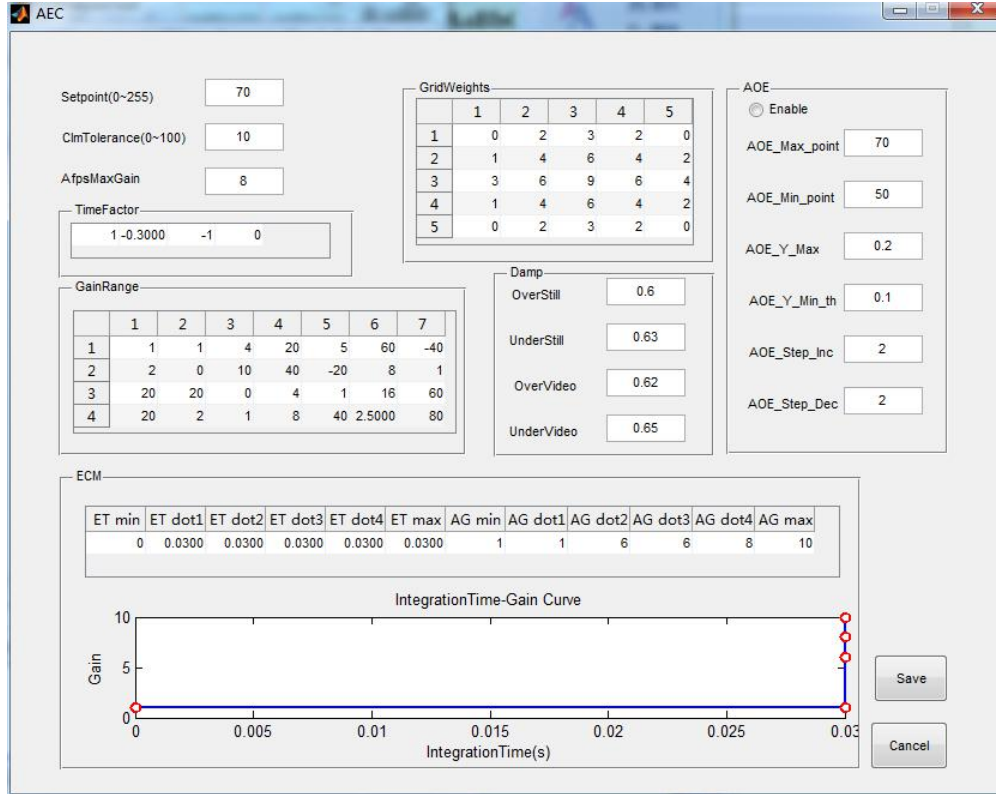 AEC
Setpoint(0~255) 70
ClmTolerance(0~100) 10
AfpsMaxGain 8
TimeFactor
1 -0.3000 -1 0
GainRange
1 2 3 4 5 6 7
1 1 1 4 20 5 60 -40
2 2 0 10 40 -20 8 1
3 20 20 0 4 1 16 60
4 20 2 1 8 40 2.5000 80
GridWeights
1 2 3 4 5
1 0 2 3 2 0
2 1 4 6 4 2
3 3 6 9 6 4
4 1 4 6 4 2
5 0 2 3 2 0
Damp
OverStill 0.6
UnderStill 0.63
OverVideo 0.62
UnderVideo 0.65
AOE
Enable
AOE_Max_point 70
AOE_Min_point 50
AOE_Y_Max 0.2
AOE_Y_Min_th 0.1
AOE_Step_Inc 2
AOE_Step_Dec 2
ECM
ET min ET dot1 ET dot2 ET dot3 ET dot4 ET max AG min AG dot1 AG dot2 AG dot3 AG dot4 AG max
0 0.0300 0.0300 0.0300 0.0300 0.0300 1 1 6 6 8 10
IntegrationTime-Gain Curve
10
5
0
Gain
0 0.005 0.01 0.015 0.02 0.025 0.03
IntegrationTime(s)
Save
Cancel